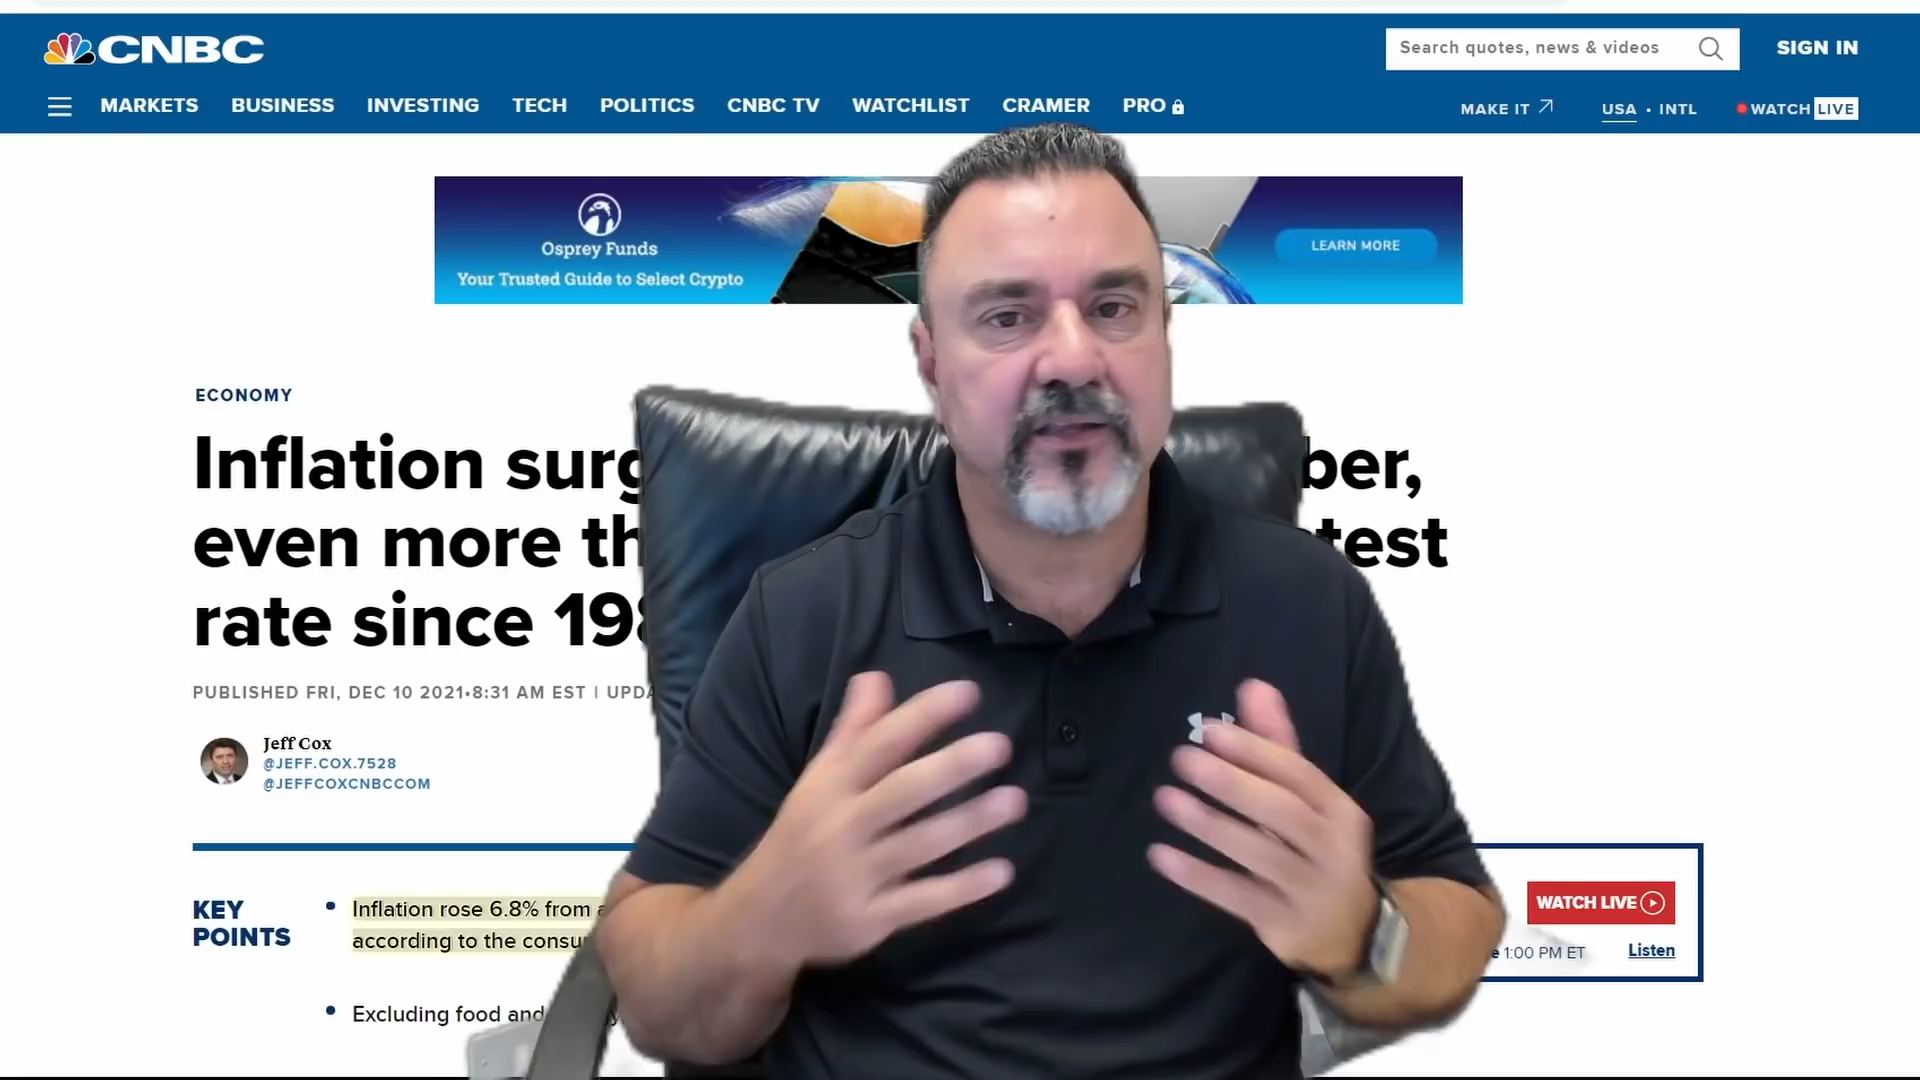 CNBC
Search quotes, news & videos
SIGN IN
MARKETS BUSINESS INVESTING TECH POLITICS CNBC TV WATCHLIST CRAMER PRO
MAKE IT USA • INTL WATCH LIVE
Osprey Funds
Your Trusted Guide to Select Crypto
LEARN MORE
ECONOMY
Inflation surg ber,
even more th test
rate since 198
PUBLISHED FRI, DEC 10 2021•8:31 AM EST | UPDA
Jeff Cox
@JEFF.COX.7528
@JEFFCOXCNBCCOM
KEY POINTS
Inflation rose 6.8% from a
according to the consu
Excluding food and
WATCH LIVE
1:00 PM ET
Listen